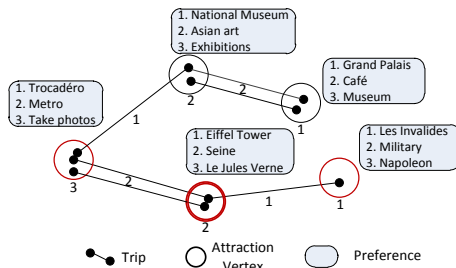 1. National Museum
2. Asian art
3. Exhibitions
1. Grand Palais
2. Café
3. Museum
1. Trocadéro
2. Metro
3. Take photos
2
2
1
1
1. Eiffel Tower
2. Seine
3. Le Jules Verne
1. Les Invalides
2. Military
3. Napoleon
3
2
2
1
1
Trip
Attraction
Vertex
Preference